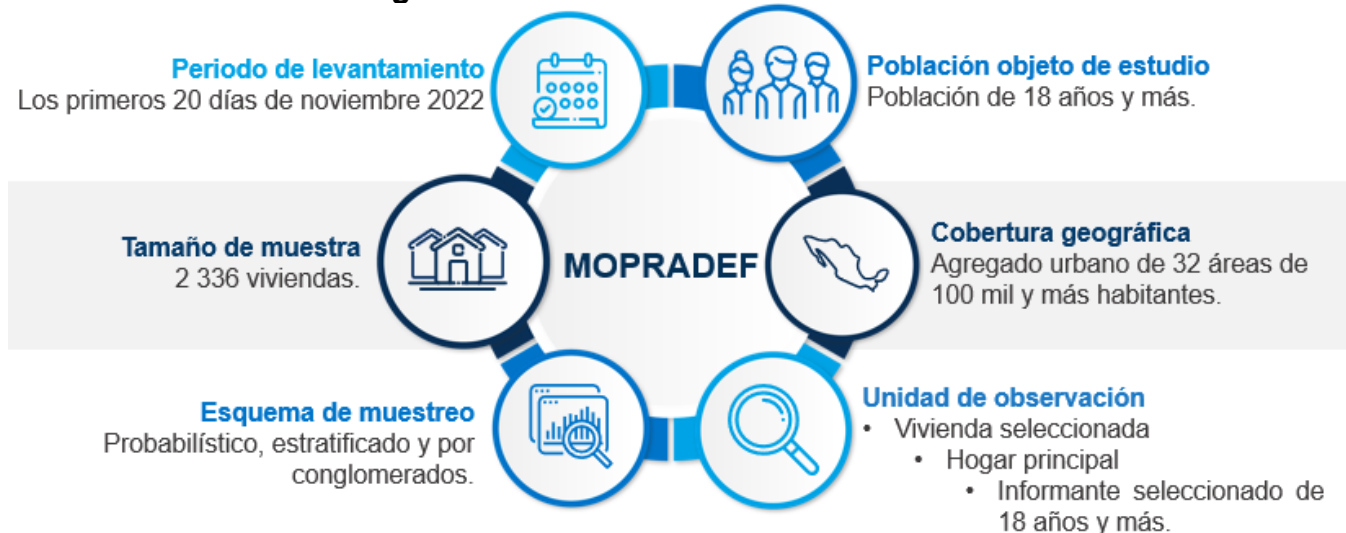 Periodo de levantamiento
Los primeros 20 días de noviembre 2022
Población objeto de estudio
Población de 18 años y más.
Tamaño de muestra
2 336 viviendas.
MOPRADEF
Cobertura geográfica
Agregado urbano de 32 áreas de
100 mil y más habitantes.
Esquema de muestreo
Probabilístico, estratificado y por
conglomerados.
Unidad de observación
• Vivienda seleccionada
• Hogar principal
• Informante seleccionado de
18 años y más.